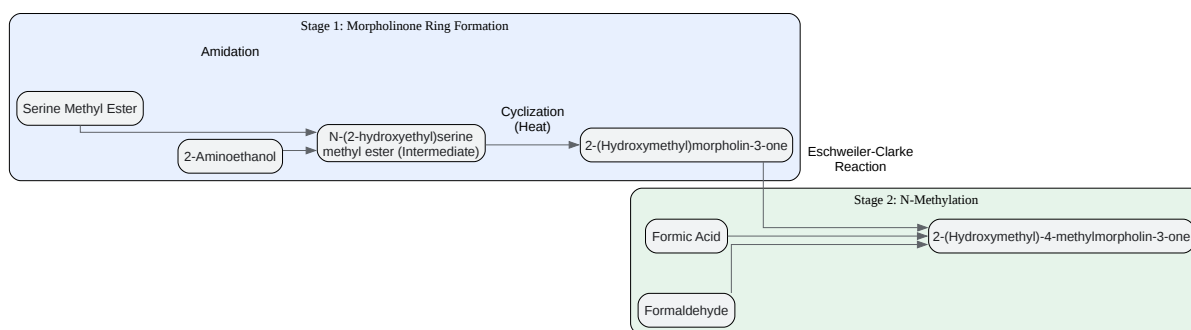 Stage 1: Morpholinone Ring Formation
Amidation
Serine Methyl Ester
2-Aminoethanol
N-(2-hydroxyethyl)serine
methyl ester (Intermediate)
Cyclization
(Heat)
2-(Hydroxymethyl)morpholin-3-one
Eschweiler-Clarke
Reaction
Stage 2: N-Methylation
Formic Acid
Formaldehyde
2-(Hydroxymethyl)-4-methylmorpholin-3-one